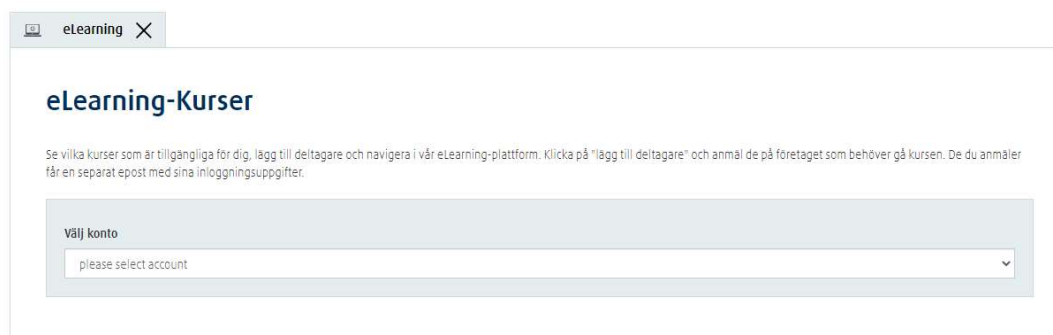 eLearning
eLearning-Kurser
Se vilka kurser som är tillgängliga för dig, lägg till deltagare och navigera i vår eLearning-plattform. Klicka på "lägg till deltagare" och anmäl de på företaget som behöver gå kursen. De du anmäler
får en separat epost med sina inloggningsuppgifter.
Välj konto
please select account